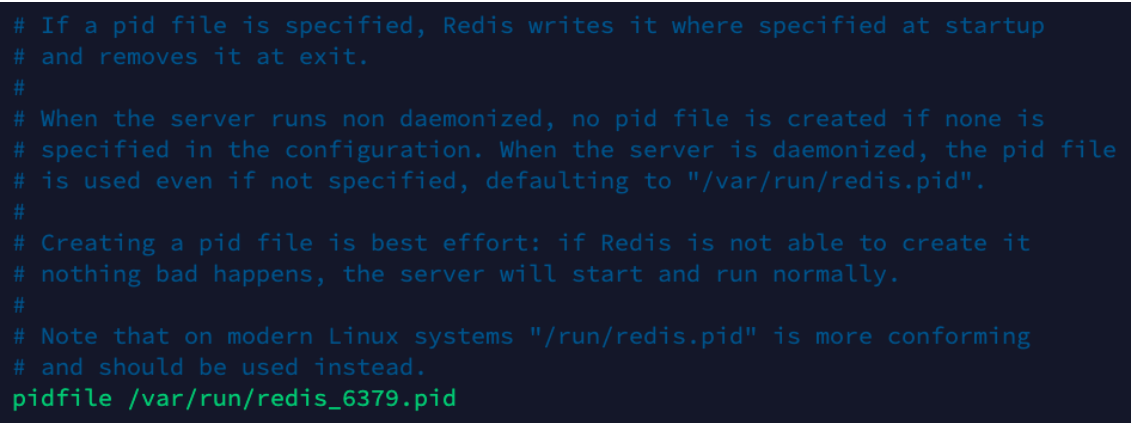 # If a pid file is specified, Redis writes it where specified at startup
# and removes it at exit.
#
# When the server runs non daemonized, no pid file is created if none is
# specified in the configuration. When the server is daemonized, the pid file
# is used even if not specified, defaulting to "/var/run/redis.pid".
#
# Creating a pid file is best effort: if Redis is not able to create it
# nothing bad happens, the server will start and run normally.
#
# Note that on modern Linux systems "/run/redis.pid" is more conforming
# and should be used instead.
pidfile /var/run/redis_6379.pid